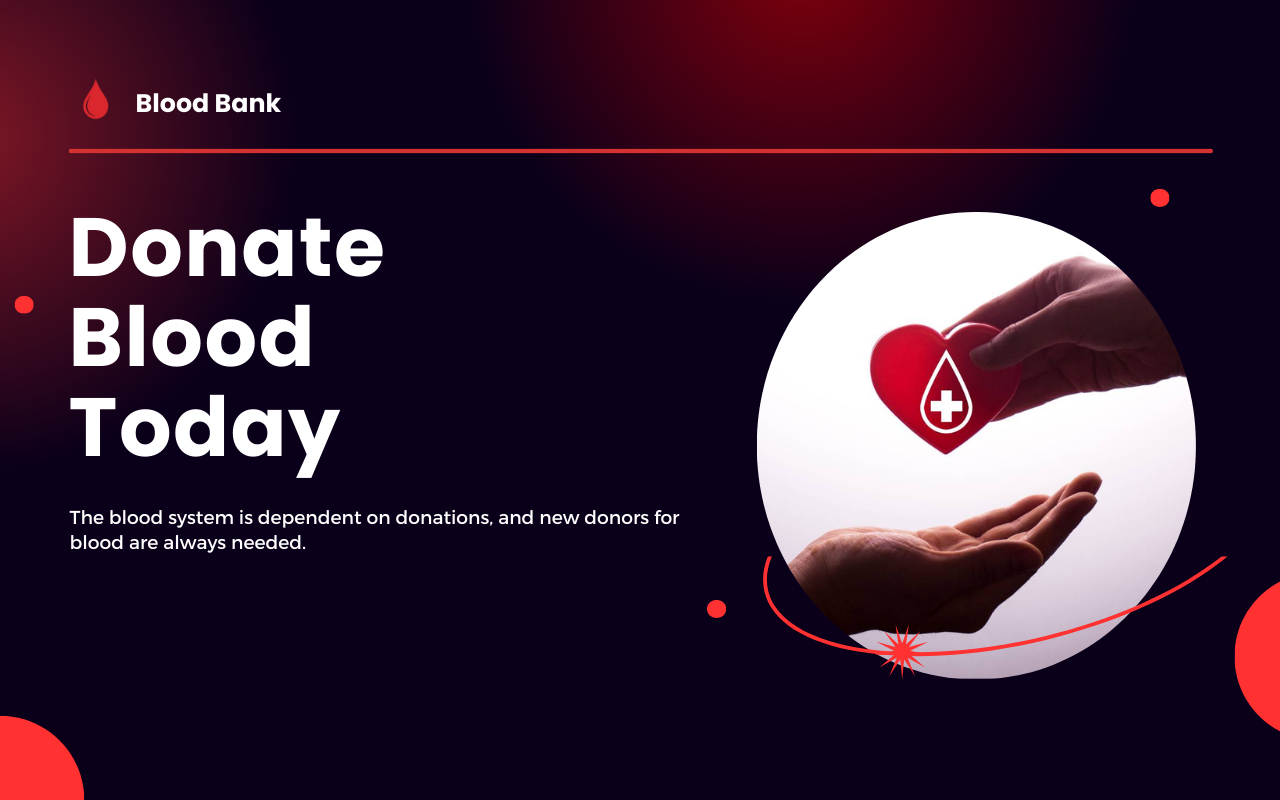 Blood Bank
Donate
Blood
Today
The blood system is dependent on donations, and new donors for
blood are always needed.